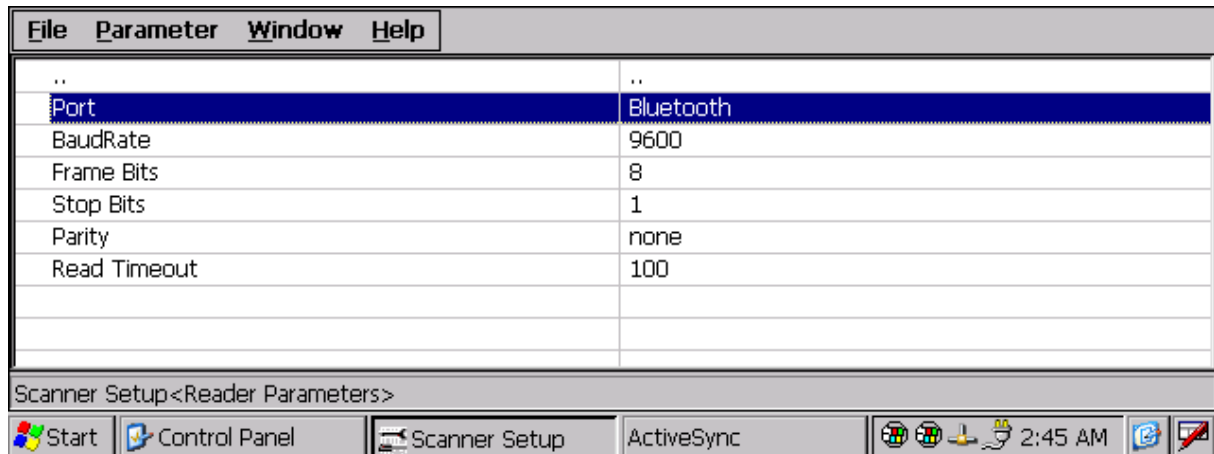 File Parameter Window Help
.. ..
Port Bluetooth
BaudRate 9600
Frame Bits 8
Stop Bits 1
Parity none
Read Timeout 100
Scanner Setup<Reader Parameters>
Start Control Panel Scanner Setup ActiveSync 2:45 AM